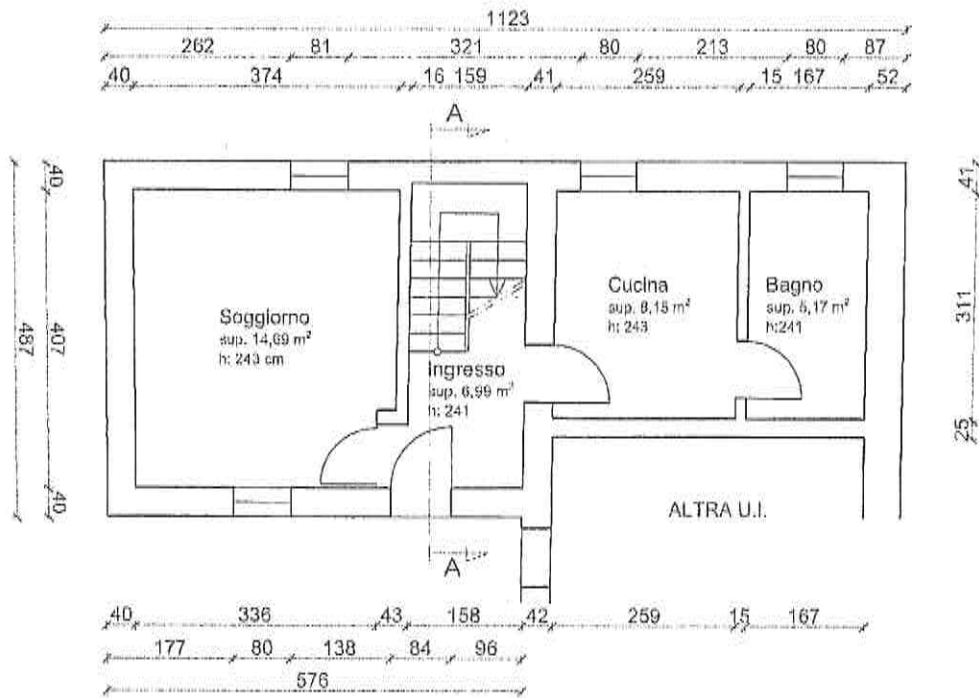 1123
262 81 321 80 213 80 87
40 374 16 159 41 259 15 167 52
A
40
407
40
487
41
311
25
Soggiorno
sup. 14,69 m²
h: 243 cm
Ingresso
sup. 6,99 m²
h: 241
Cucina
sup. 8,15 m²
h: 243
Bagno
sup. 5,17 m²
h:241
ALTRA U.I.
A
40 336 43 158 42 259 15 167
177 80 138 84 96
576